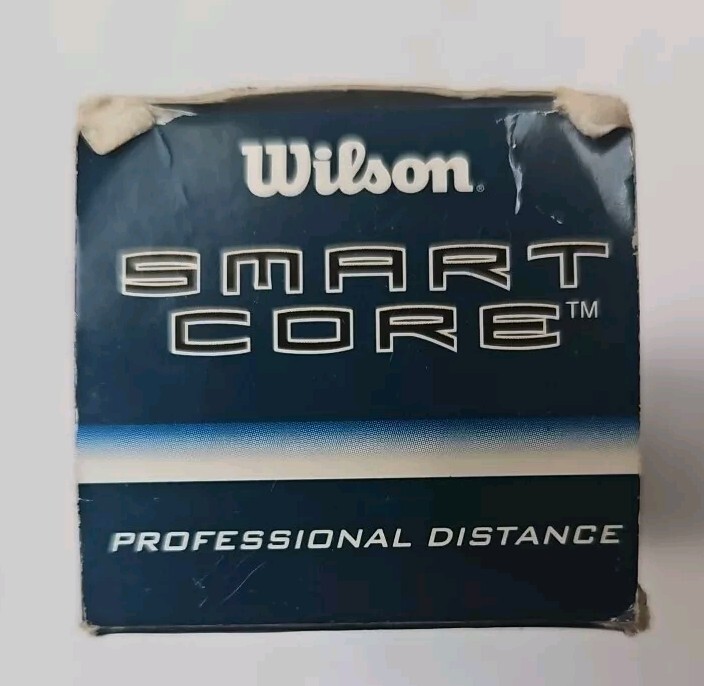 Wilson®
SMART
CORE™
PROFESSIONAL DISTANCE